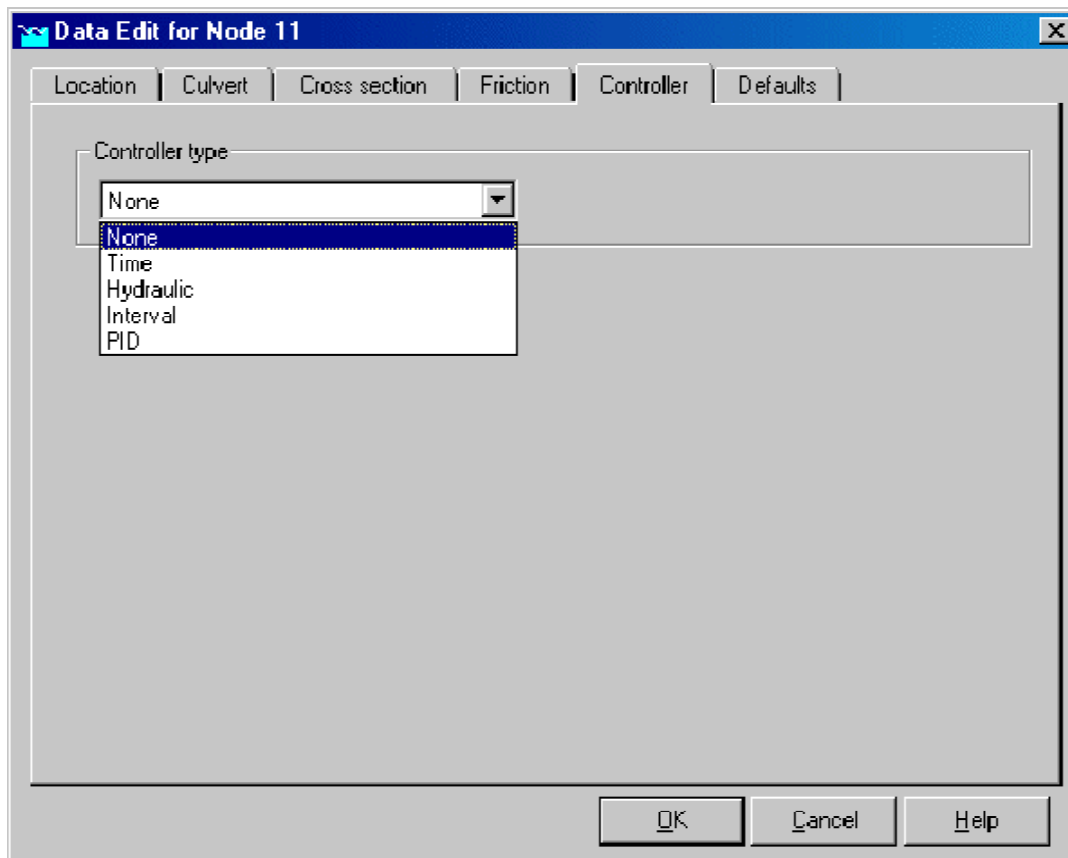 Data Edit for Node 11
Location Culvert Cross section Friction Controller Defaults
Controller type
None
None
Time
Hydraulic
Interval
PID
OK Cancel Help